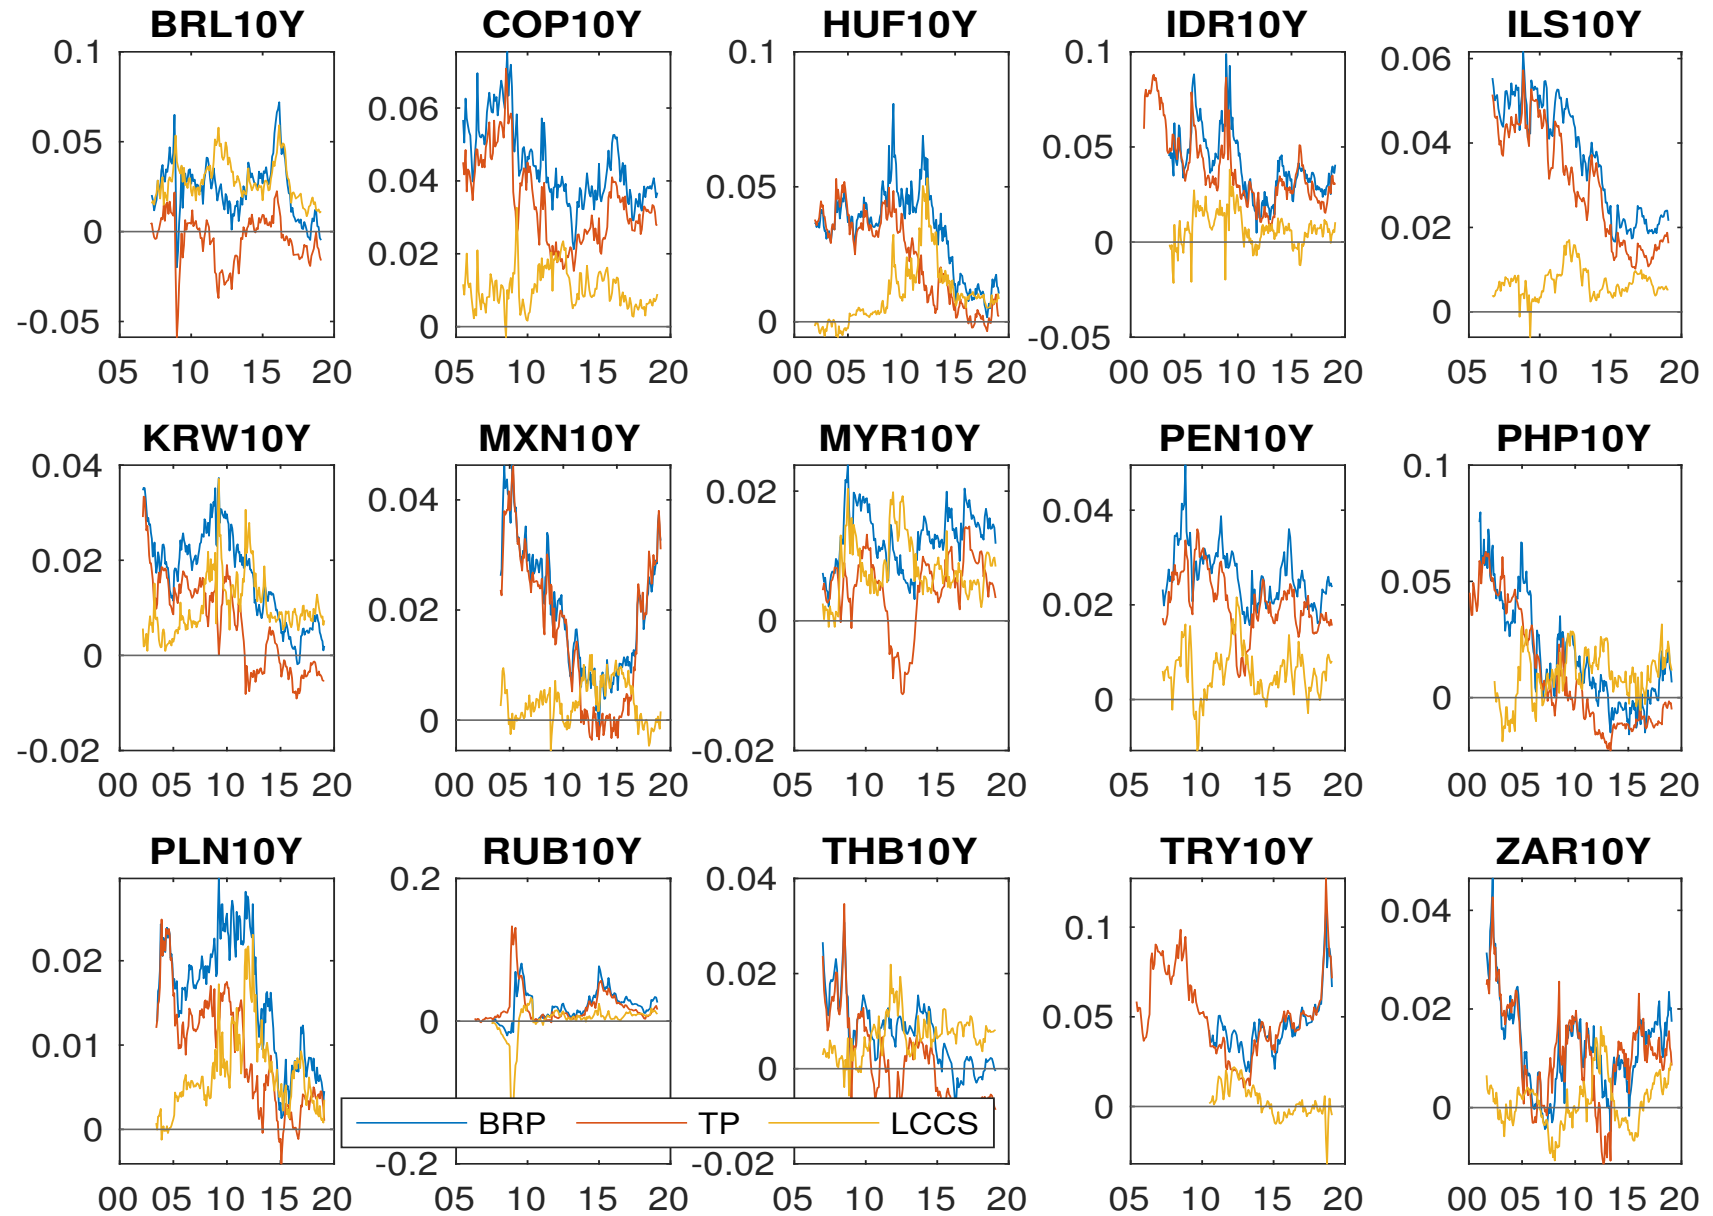 BRL10Y COP10Y HUF10Y IDR10Y ILS10Y
0.1 0.1 0.1 0.06
0.06
0.05 0.04 0.05 0.05 0.04
0 0.02 0 0.02
-0.05 0 0 -0.05 0
05 10 15 20 05 10 15 20 00 05 10 15 20 00 05 10 15 20 05 10 15 20
KRW10Y MXN10Y MYR10Y PEN10Y PHP10Y
0.04 0.04 0.02 0.04 0.1
0.02 0.02 0 0.02 0.05
0 0 0 0
-0.02 -0.02
00 05 10 15 20 00 05 10 15 20 05 10 15 20 05 10 15 20 00 05 10 15 20
PLN10Y RUB10Y THB10Y TRY10Y ZAR10Y
0.2 0.04 0.1 0.04
0.02 0.02 0.05 0.02
0.01 0 0 0 0
0
BRP TP LCCS
-0.2 -0.02
00 05 10 15 20 05 10 15 20 05 10 15 20 05 10 15 20 00 05 10 15 20